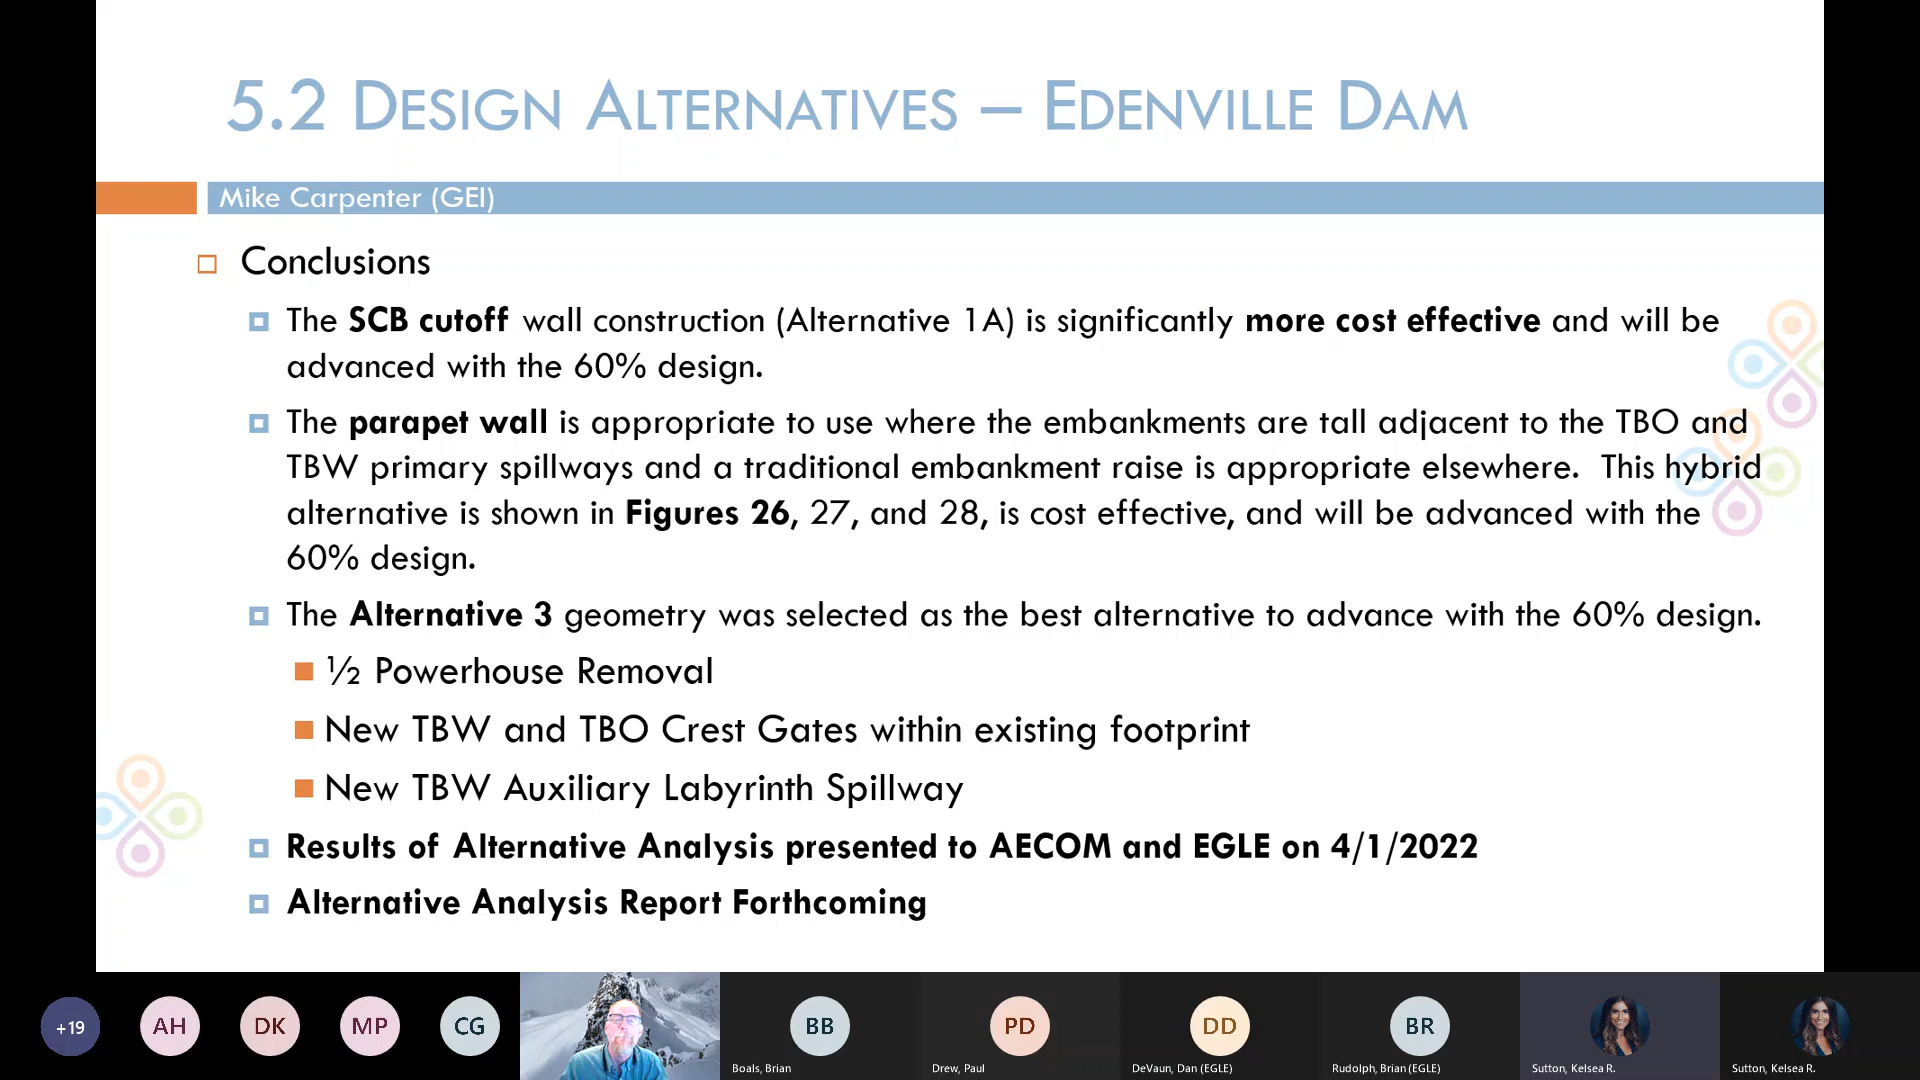 5.2 DESIGN ALTERNATIVES – EDENVILLE DAM
Mike Carpenter (GEI)
Conclusions
The SCB cutoff wall construction (Alternative 1A) is significantly more cost effective and will be
advanced with the 60% design.
The parapet wall is appropriate to use where the embankments are tall adjacent to the TBO and
TBW primary spillways and a traditional embankment raise is appropriate elsewhere. This hybrid
alternative is shown in Figures 26, 27, and 28, is cost effective, and will be advanced with the
60% design.
The Alternative 3 geometry was selected as the best alternative to advance with the 60% design.
½ Powerhouse Removal
New TBW and TBO Crest Gates within existing footprint
New TBW Auxiliary Labyrinth Spillway
Results of Alternative Analysis presented to AECOM and EGLE on 4/1/2022
Alternative Analysis Report Forthcoming
+19
AH
DK
MP
CG
BB
PD
DD
BR
Boals, Brian
Drew, Paul
DeVaun, Dan (EGLE)
Rudolph, Brian (EGLE)
Sutton, Kelsea R.
Sutton, Kelsea R.